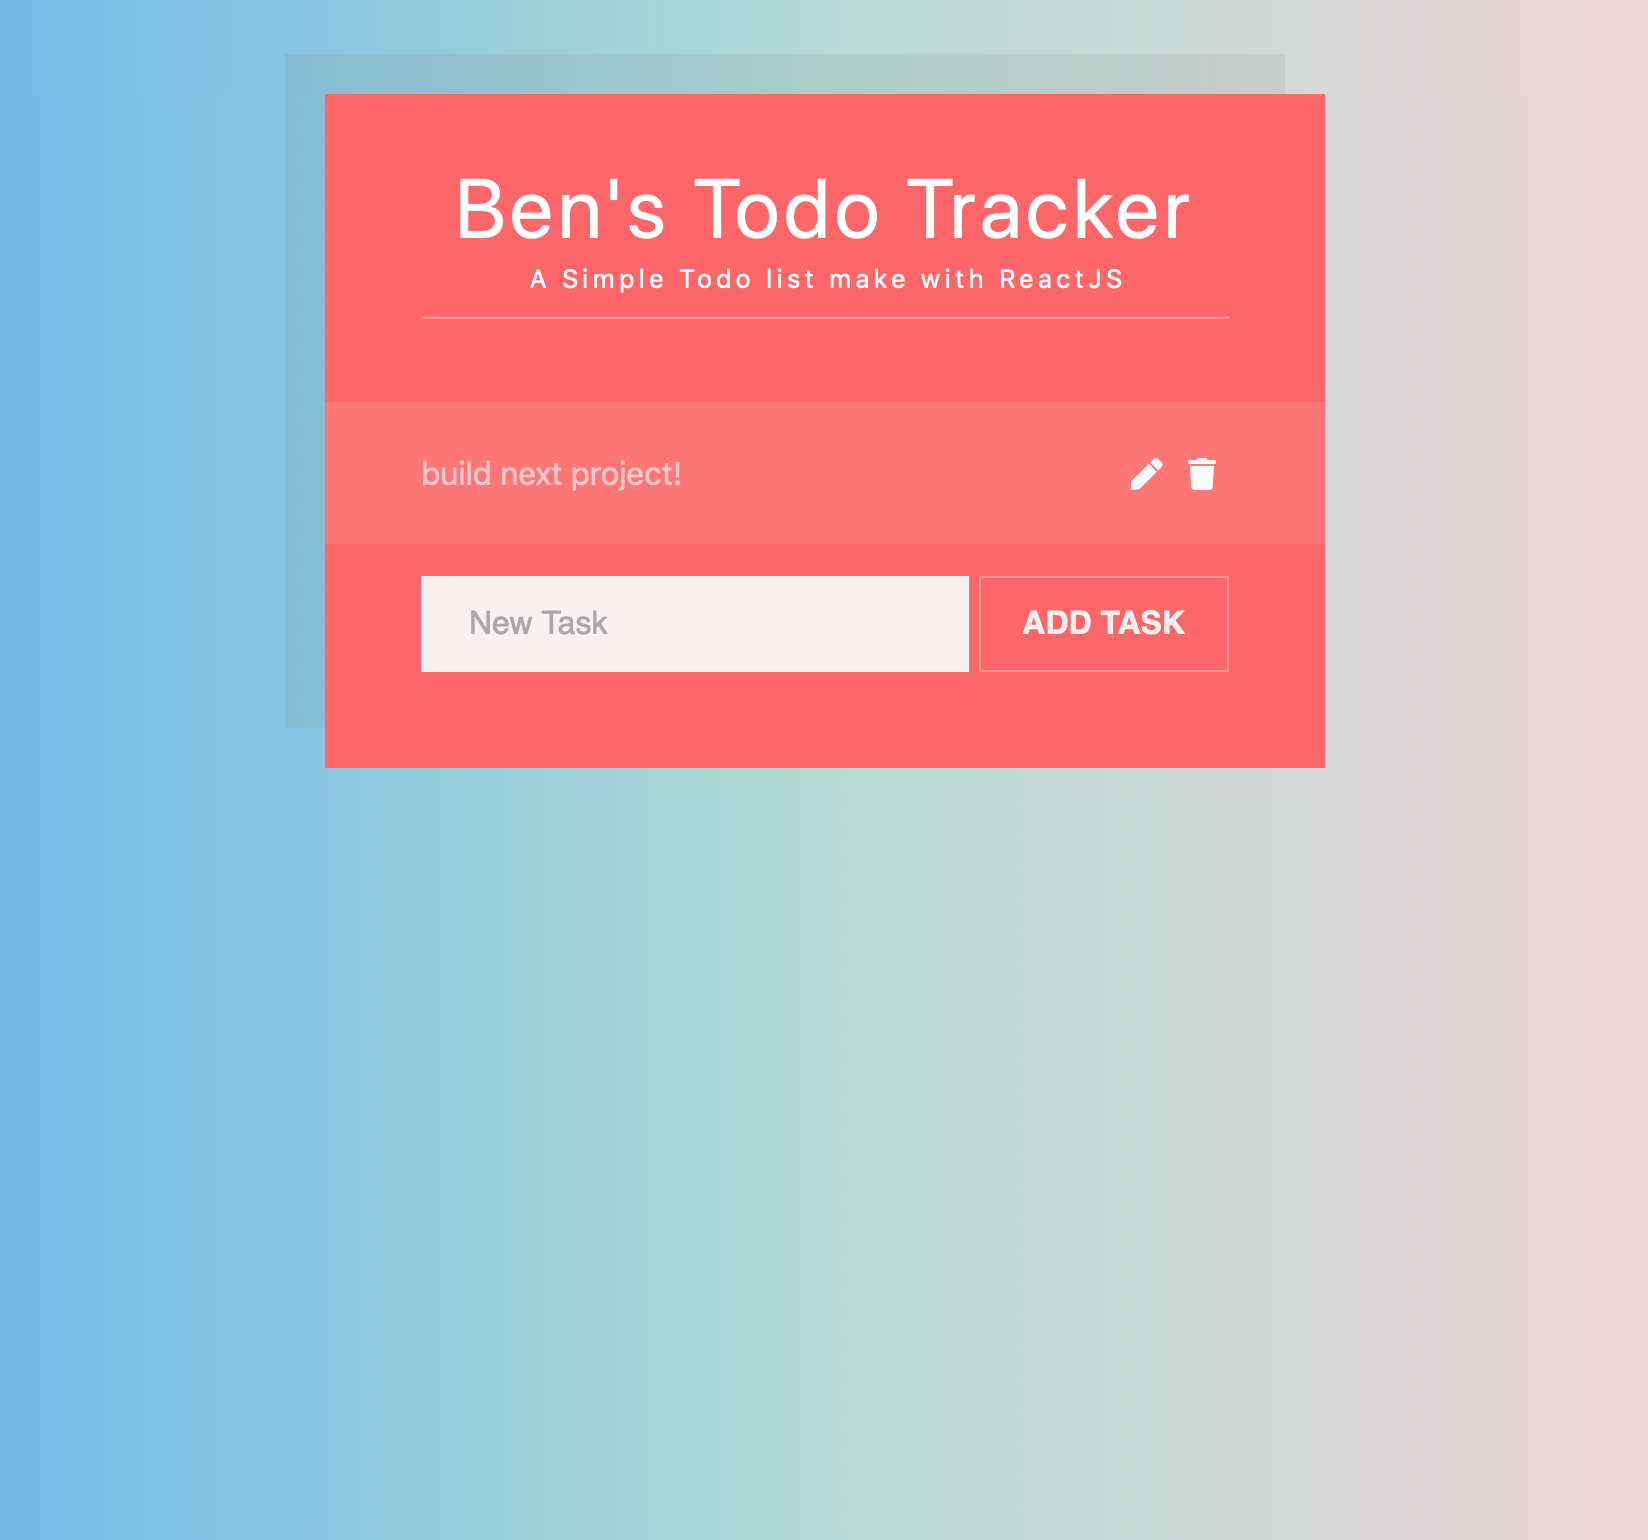 Ben's Todo Tracker
A Simple Todo list make with ReactJS
build next project!
New Task
ADD TASK